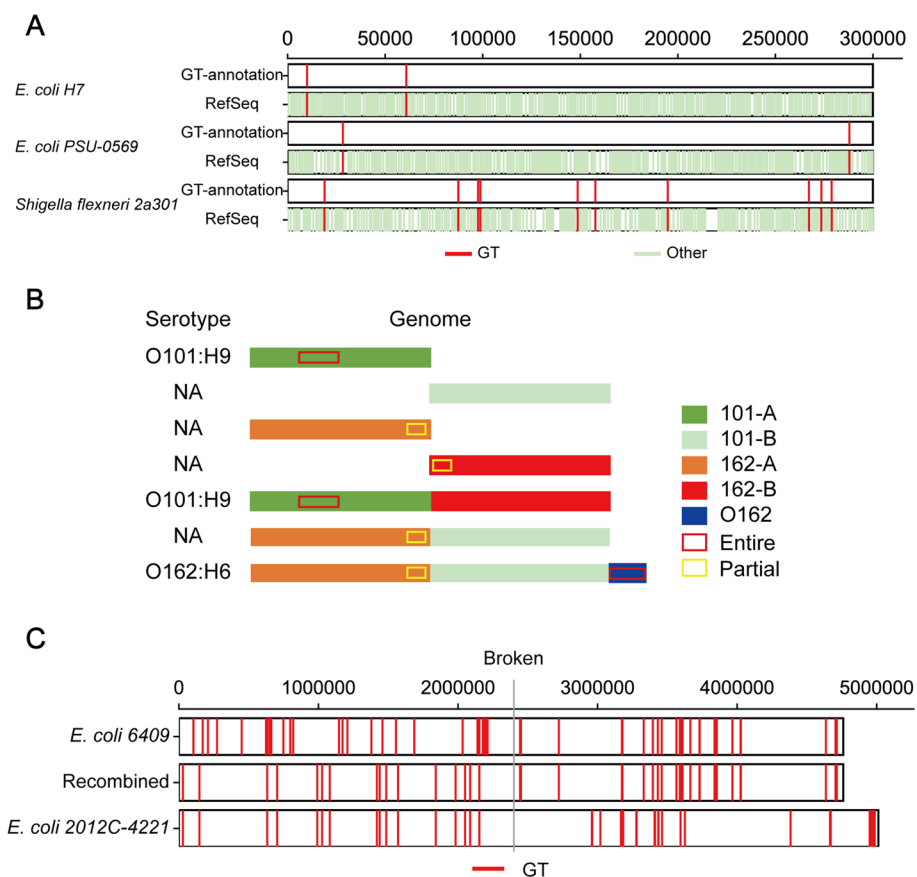 A
0 50000 100000 150000 200000 250000 300000
E. coli H7
GT-annotation
RefSeq
E. coli PSU-0569
GT-annotation
RefSeq
Shigella flexneri 2a301
GT-annotation
RefSeq
GT Other
B
Serotype Genome
O101:H9
NA
NA
NA
O101:H9
NA
O162:H6
101-A
101-B
162-A
162-B
O162
Entire
Partial
C
Broken
0 1000000 2000000 3000000 4000000 5000000
E. coli 6409
Recombined
E. coli 2012C-4221
GT